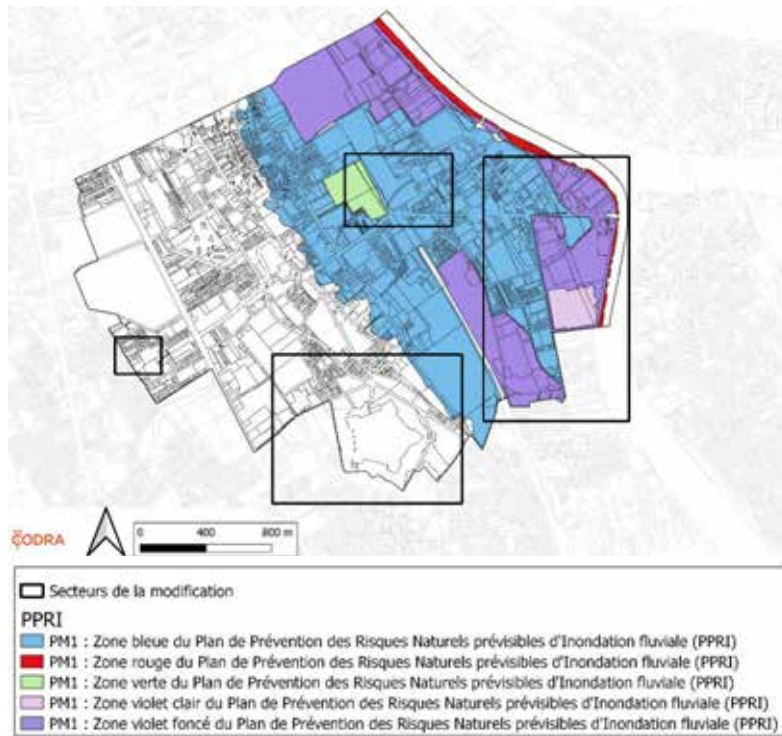 CODRA
0 400 800 m
Secteurs de la modification
PPRI
PM1 : Zone bleue du Plan de Prévention des Risques Naturels prévisibles d'Inondation fluviale (PPRI)
PM1 : Zone rouge du Plan de Prévention des Risques Naturels prévisibles d'Inondation fluviale (PPRI)
PM1 : Zone verte du Plan de Prévention des Risques Naturels prévisibles d'Inondation fluviale (PPRI)
PM1 : Zone violet clair du Plan de Prévention des Risques Naturels prévisibles d'Inondation fluviale (PPRI)
PM1 : Zone violet foncé du Plan de Prévention des Risques Naturels prévisibles d'Inondation fluviale (PPRI)